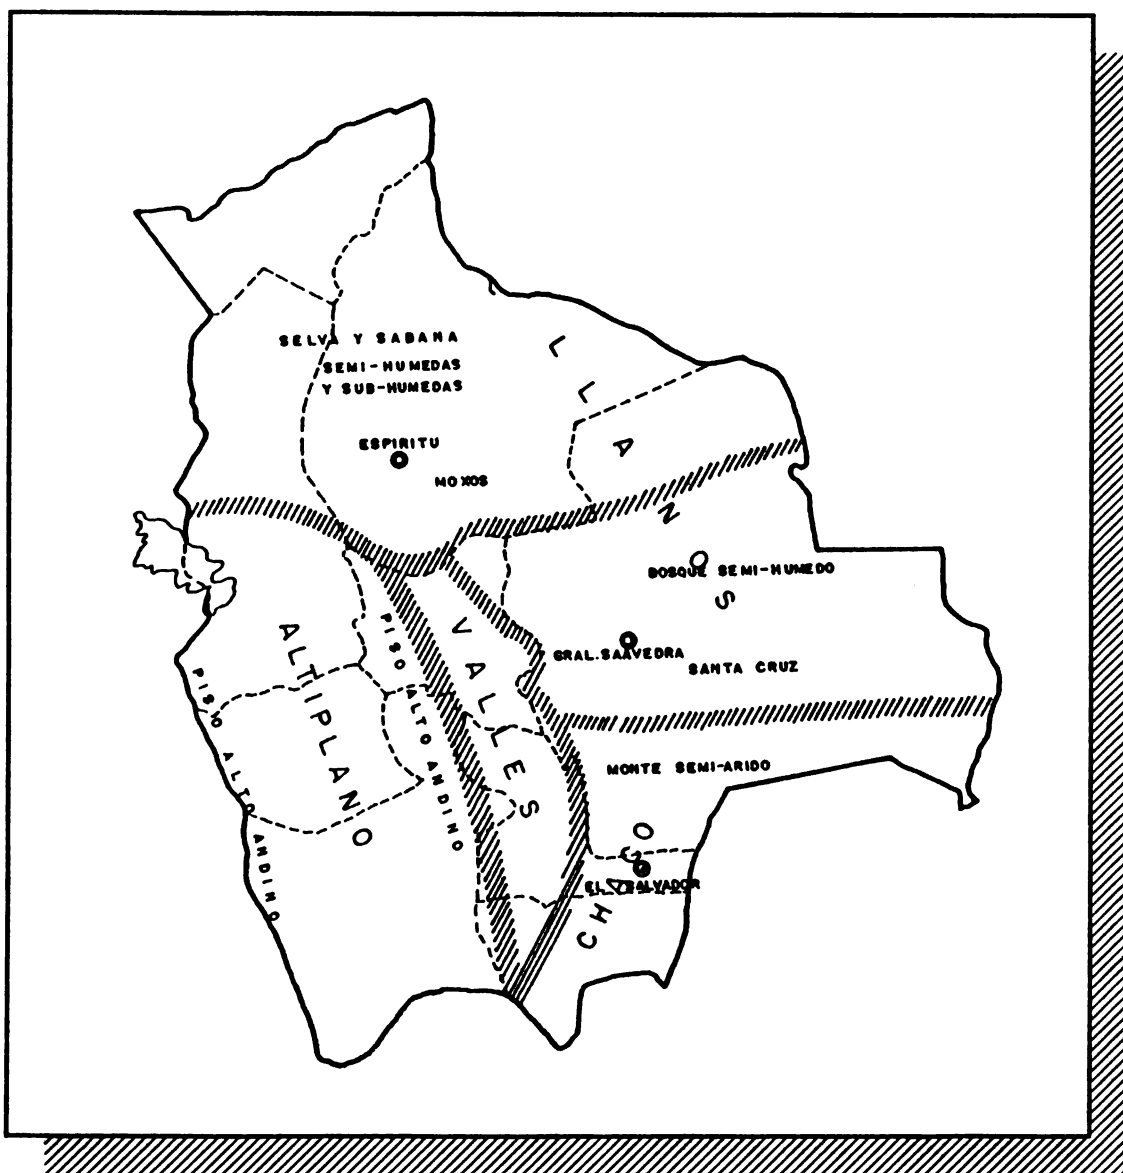 SELVA Y SABANA
SEMI-HUMEDAS
Y SUB-HUMEDAS
LLANOS
ESPIRITU
MOXOS
BOSQUE SEMI-HUMEDO
GRAL. SAAVEDRA
SANTA CRUZ
VALLES
ALTIPLANO
PISO ALTO ANDINO
PISO ALTO ANDINO
MONTE SEMI-ARIDO
CHACO
EL SALVADOR